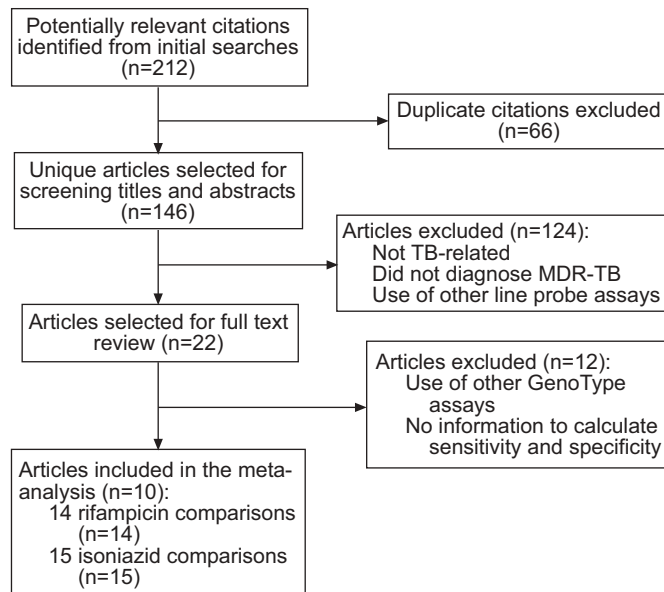 Potentially relevant citations
identified from initial searches
(n=212)
Duplicate citations excluded
(n=66)
Unique articles selected for
screening titles and abstracts
(n=146)
Articles excluded (n=124):
Not TB-related
Did not diagnose MDR-TB
Use of other line probe assays
Articles selected for full text
review (n=22)
Articles excluded (n=12):
Use of other GenoType
assays
No information to calculate
sensitivity and specificity
Articles included in the meta-
analysis (n=10):
14 rifampicin comparisons
(n=14)
15 isoniazid comparisons
(n=15)